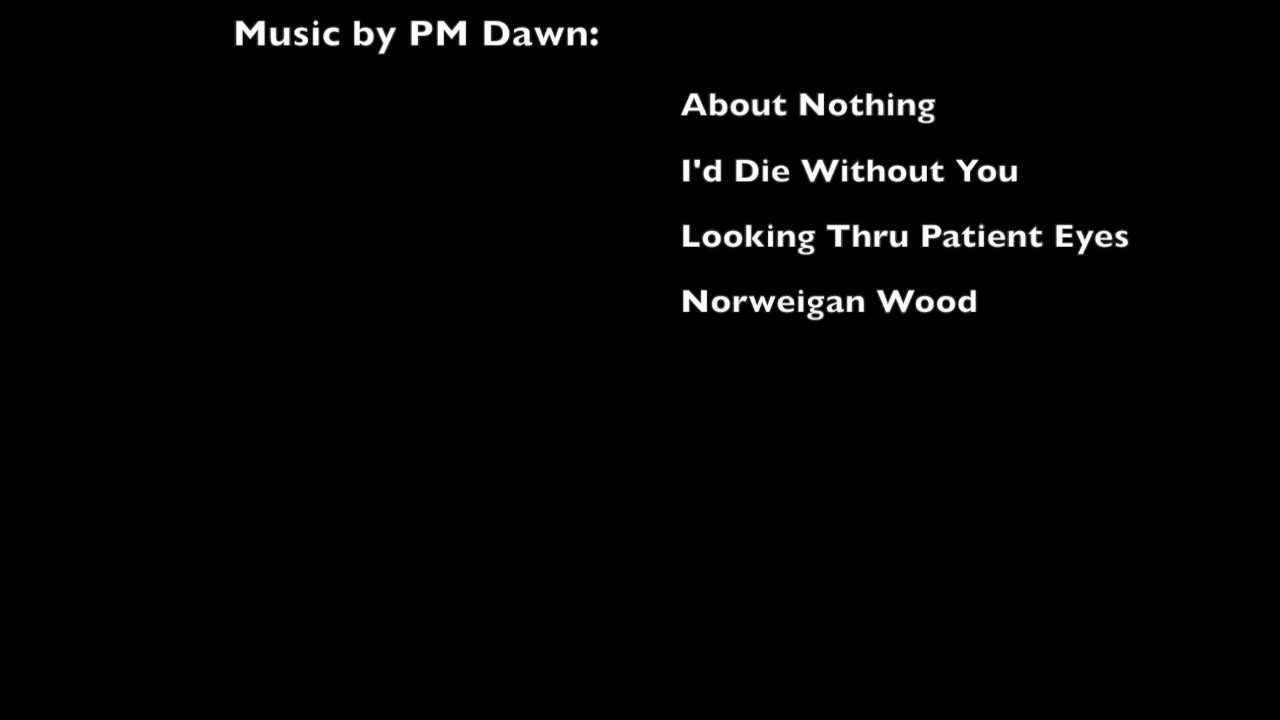 Music by PM Dawn:
About Nothing
I'd Die Without You
Looking Thru Patient Eyes
Norweigan Wood